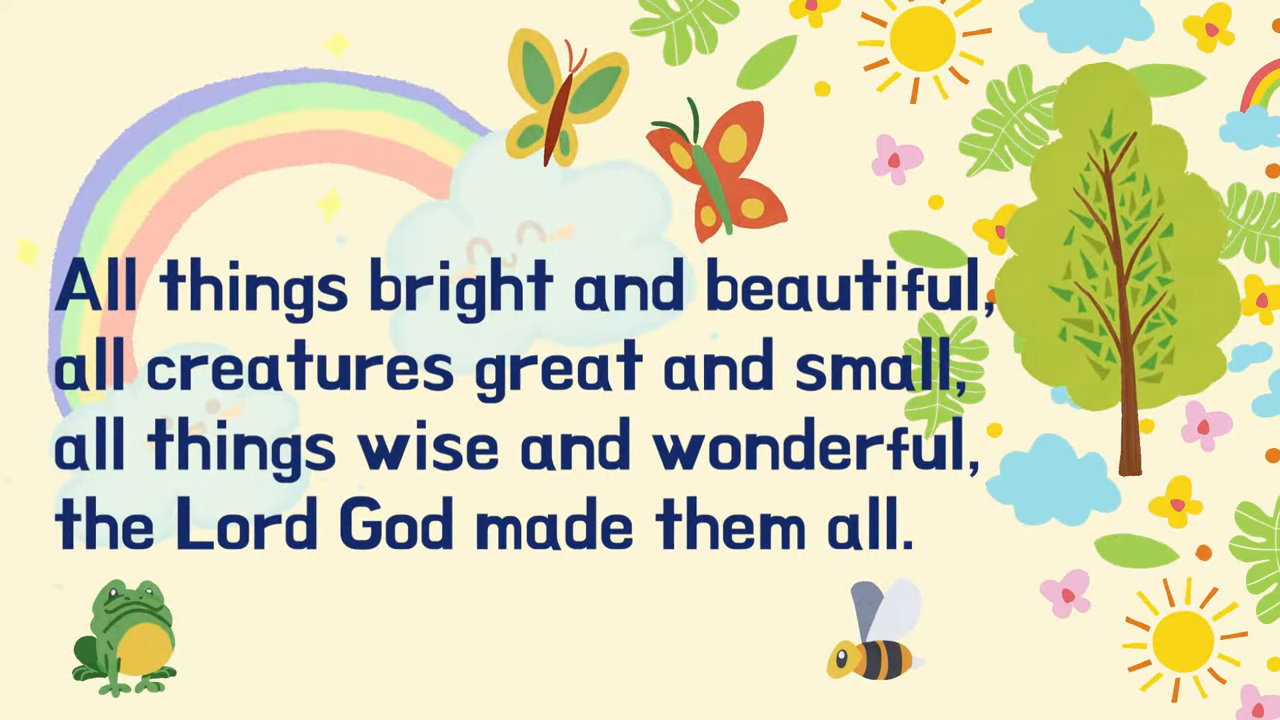 All things bright and beautiful,
all creatures great and small,
all things wise and wonderful,
the Lord God made them all.